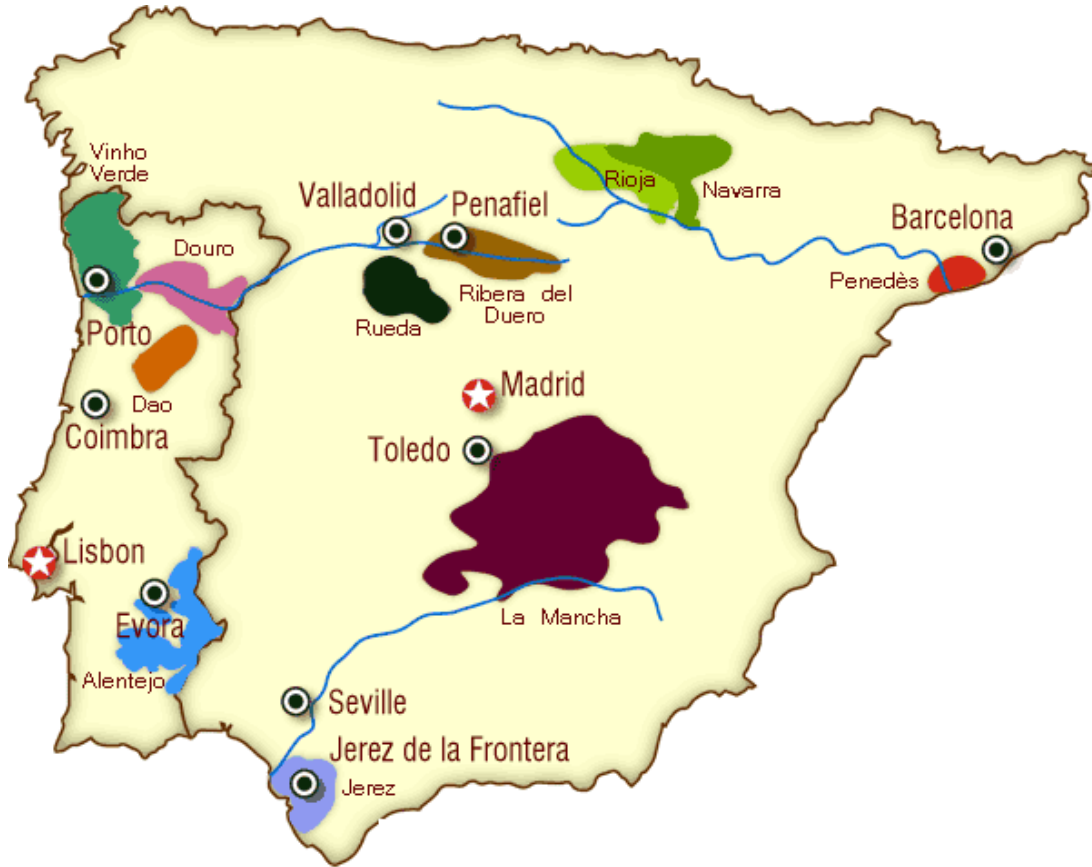 Vinho
Verde
Rioja
Navarra
Valladolid
Penafiel
Barcelona
Douro
Penedès
Ribera del
Duero
Rueda
Porto
Madrid
Dao
Coimbra
Toledo
Lisbon
La Mancha
Evora
Alentejo
Seville
Jerez de la Frontera
Jerez